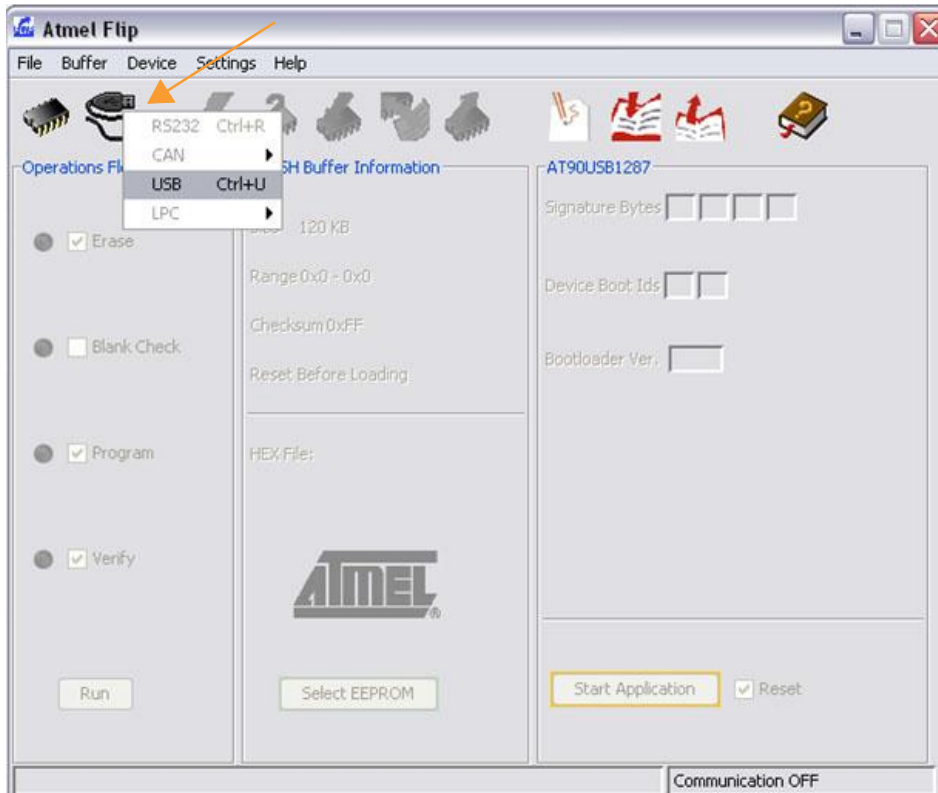 Atmel Flip
File Buffer Device Settings Help
RS232 Ctrl+R
CAN
USB Ctrl+U
LPC
Operations Fl
Erase
Blank Check
Program
Verify
Run
SH Buffer Information
120 KB
Range 0x0 - 0x0
Checksum 0xFF
Reset Before Loading
HEX File:
ATMEL
®
Select EEPROM
AT90USB1287
Signature Bytes
Device Boot Ids
Bootloader Ver.
Start Application Reset
Communication OFF